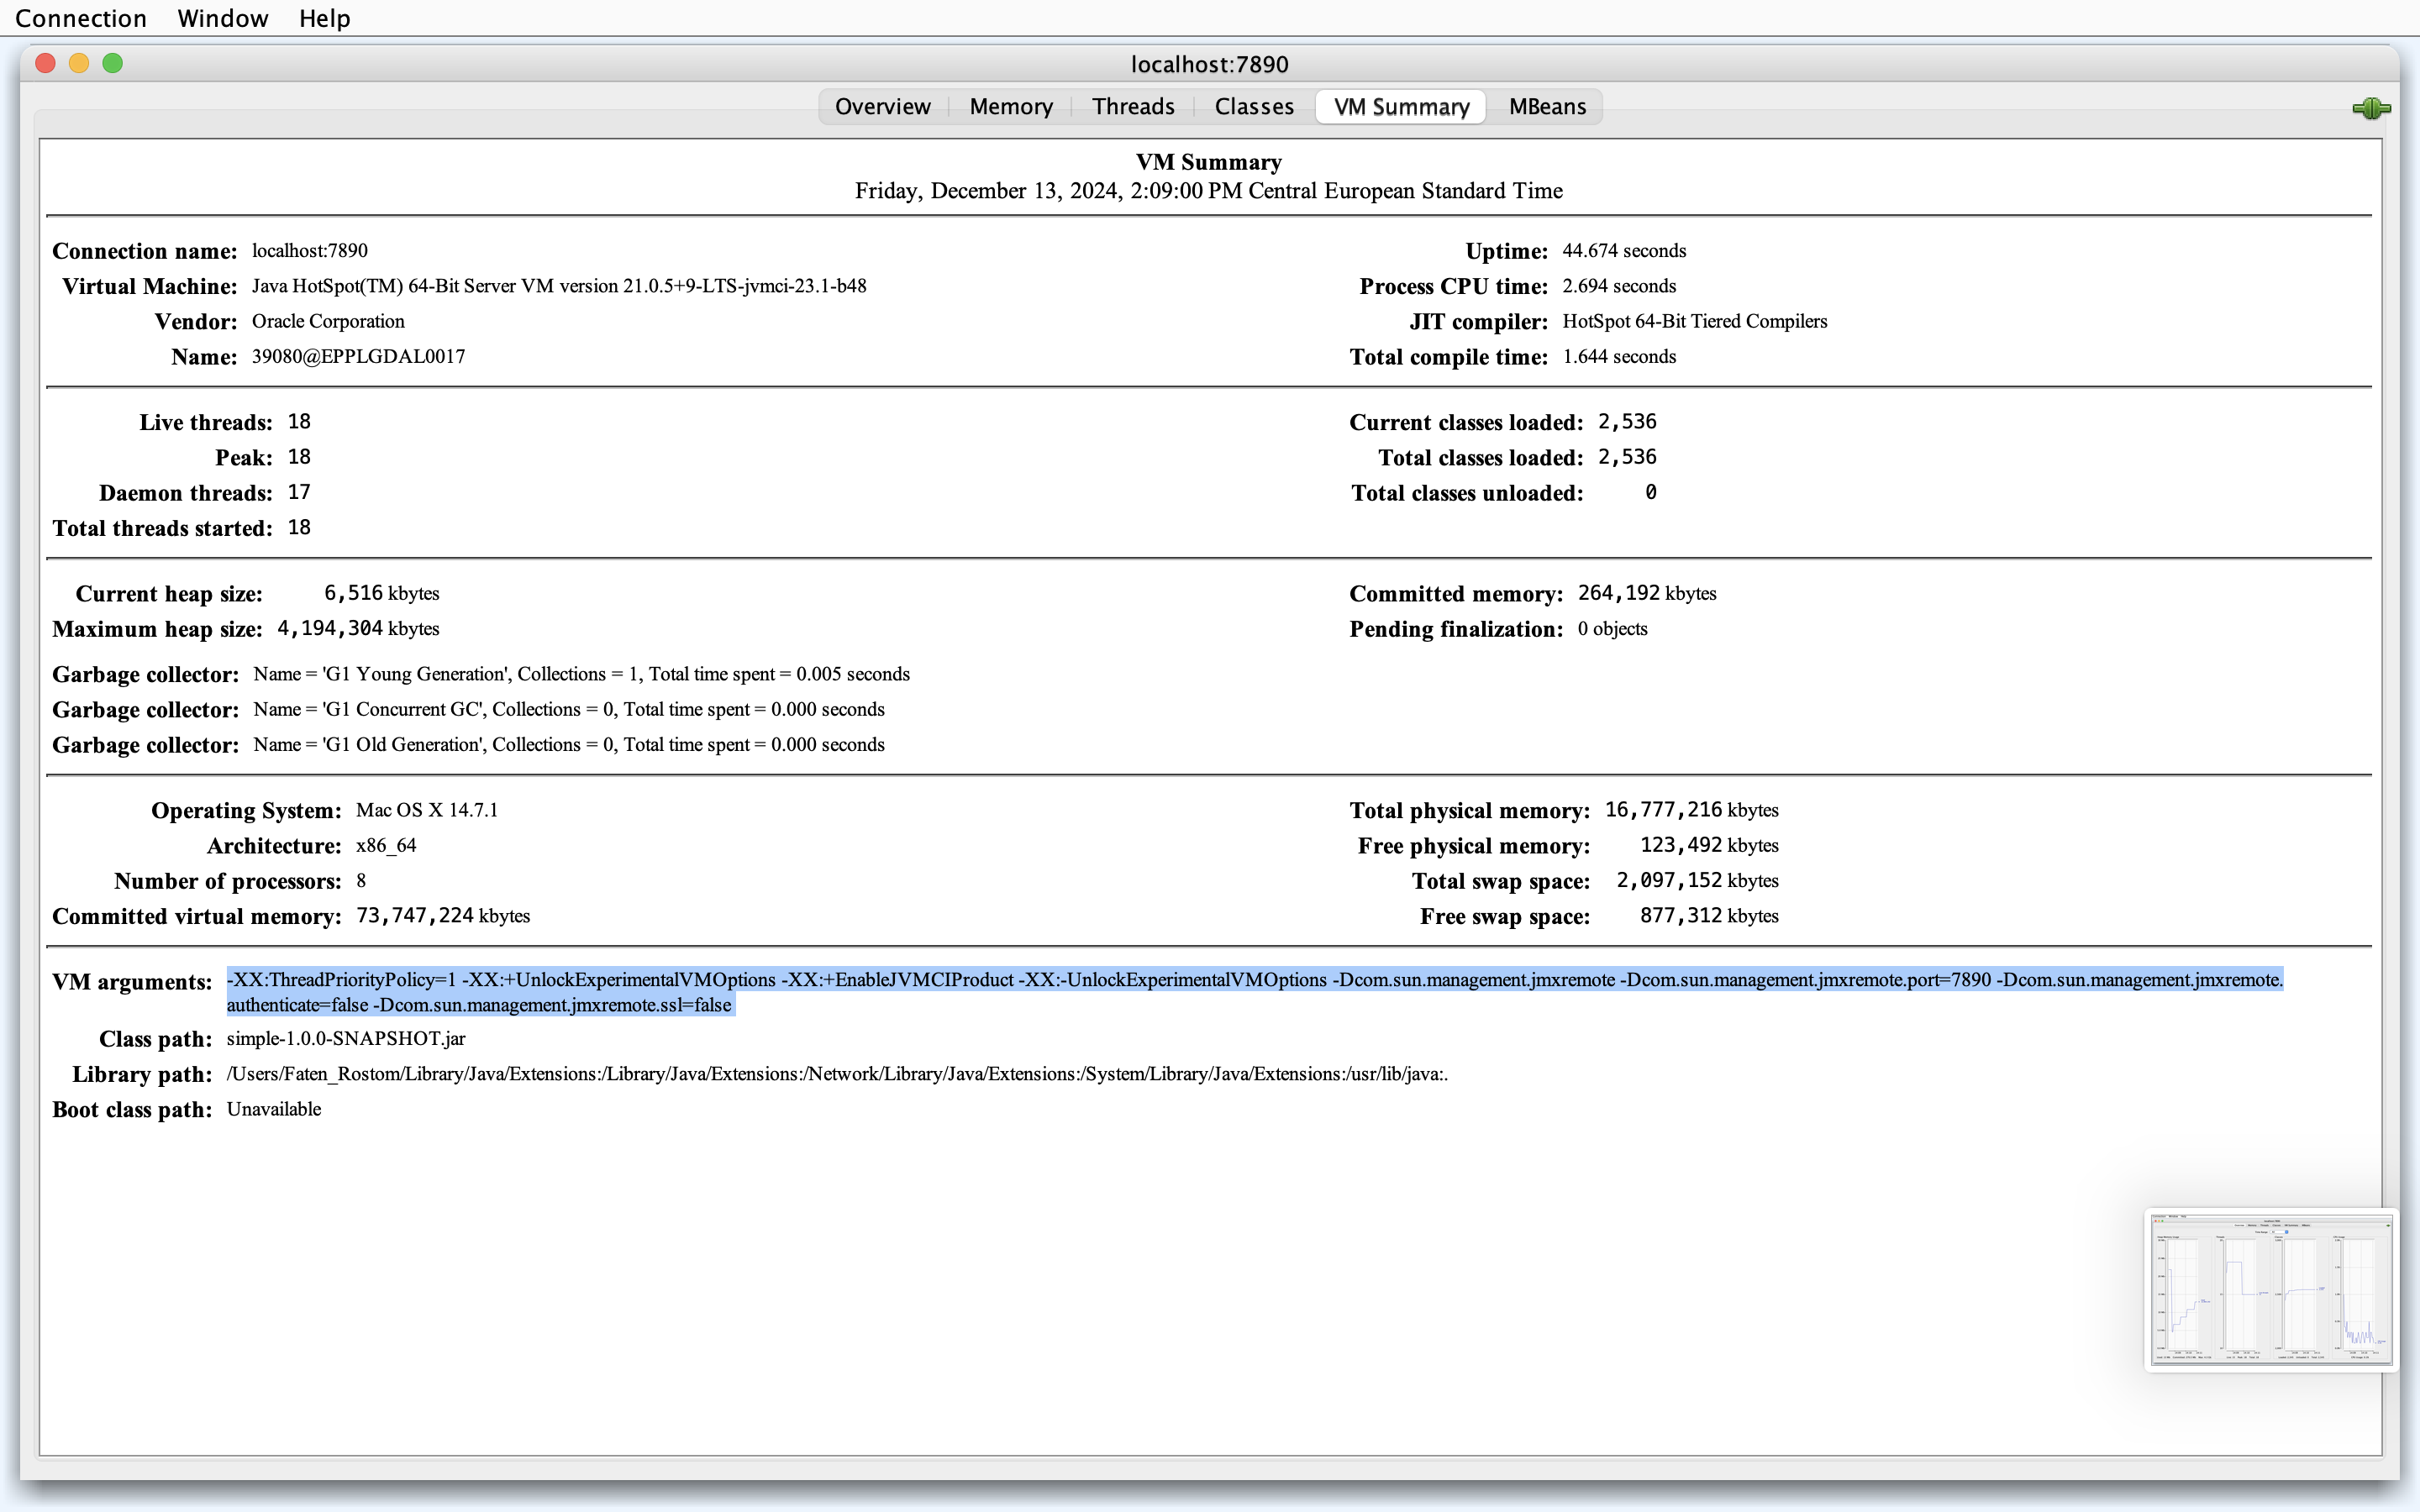 Connection Window Help
localhost:7890
Overview Memory Threads Classes VM Summary MBeans
VM Summary
Friday, December 13, 2024, 2:09:00 PM Central European Standard Time
Connection name: localhost:7890
Uptime: 44.674 seconds
Virtual Machine: Java HotSpot(TM) 64-Bit Server VM version 21.0.5+9-LTS-jvmci-23.1-b48
Process CPU time: 2.694 seconds
Vendor: Oracle Corporation
JIT compiler: HotSpot 64-Bit Tiered Compilers
Name: 39080@EPPLGDAL0017
Total compile time: 1.644 seconds
Live threads: 18
Current classes loaded: 2,536
Peak: 18
Total classes loaded: 2,536
Daemon threads: 17
Total classes unloaded: 0
Total threads started: 18
Current heap size: 6,516 kbytes
Committed memory: 264,192 kbytes
Maximum heap size: 4,194,304 kbytes
Pending finalization: 0 objects
Garbage collector: Name = 'G1 Young Generation', Collections = 1, Total time spent = 0.005 seconds
Garbage collector: Name = 'G1 Concurrent GC', Collections = 0, Total time spent = 0.000 seconds
Garbage collector: Name = 'G1 Old Generation', Collections = 0, Total time spent = 0.000 seconds
Operating System: Mac OS X 14.7.1
Total physical memory: 16,777,216 kbytes
Architecture: x86_64
Free physical memory: 123,492 kbytes
Number of processors: 8
Total swap space: 2,097,152 kbytes
Committed virtual memory: 73,747,224 kbytes
Free swap space: 877,312 kbytes
VM arguments: -XX:ThreadPriorityPolicy=1 -XX:+UnlockExperimentalVMOptions -XX:+EnableJVMCIProduct -XX:-UnlockExperimentalVMOptions -Dcom.sun.management.jmxremote -Dcom.sun.management.jmxremote.port=7890 -Dcom.sun.management.jmxremote.
authenticate=false -Dcom.sun.management.jmxremote.ssl=false
Class path: simple-1.0.0-SNAPSHOT.jar
Library path: /Users/Faten_Rostom/Library/Java/Extensions:/Library/Java/Extensions:/Network/Library/Java/Extensions:/System/Library/Java/Extensions:/usr/lib/java:.
Boot class path: Unavailable